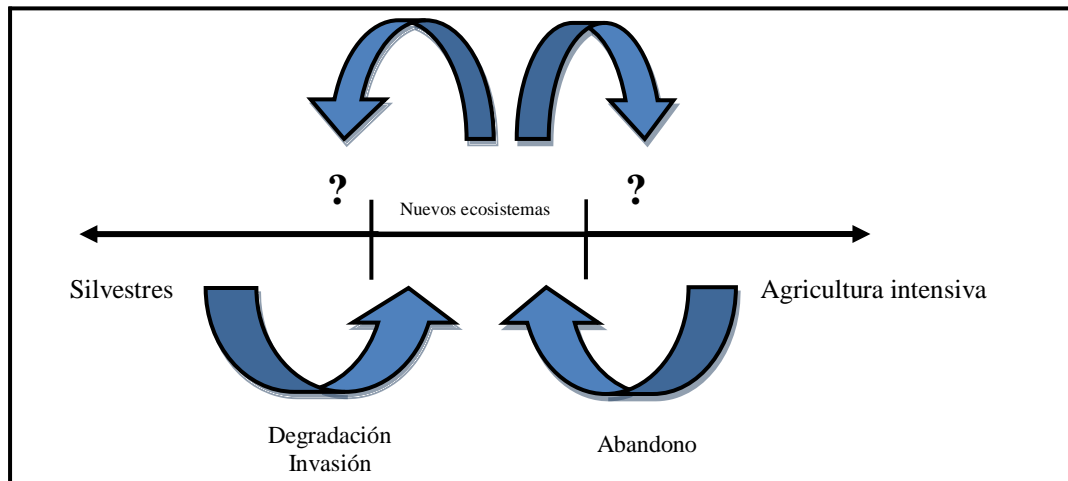 ?
?
Nuevos ecosistemas
Silvestres
Agricultura intensiva
Degradación
Invasión
Abandono